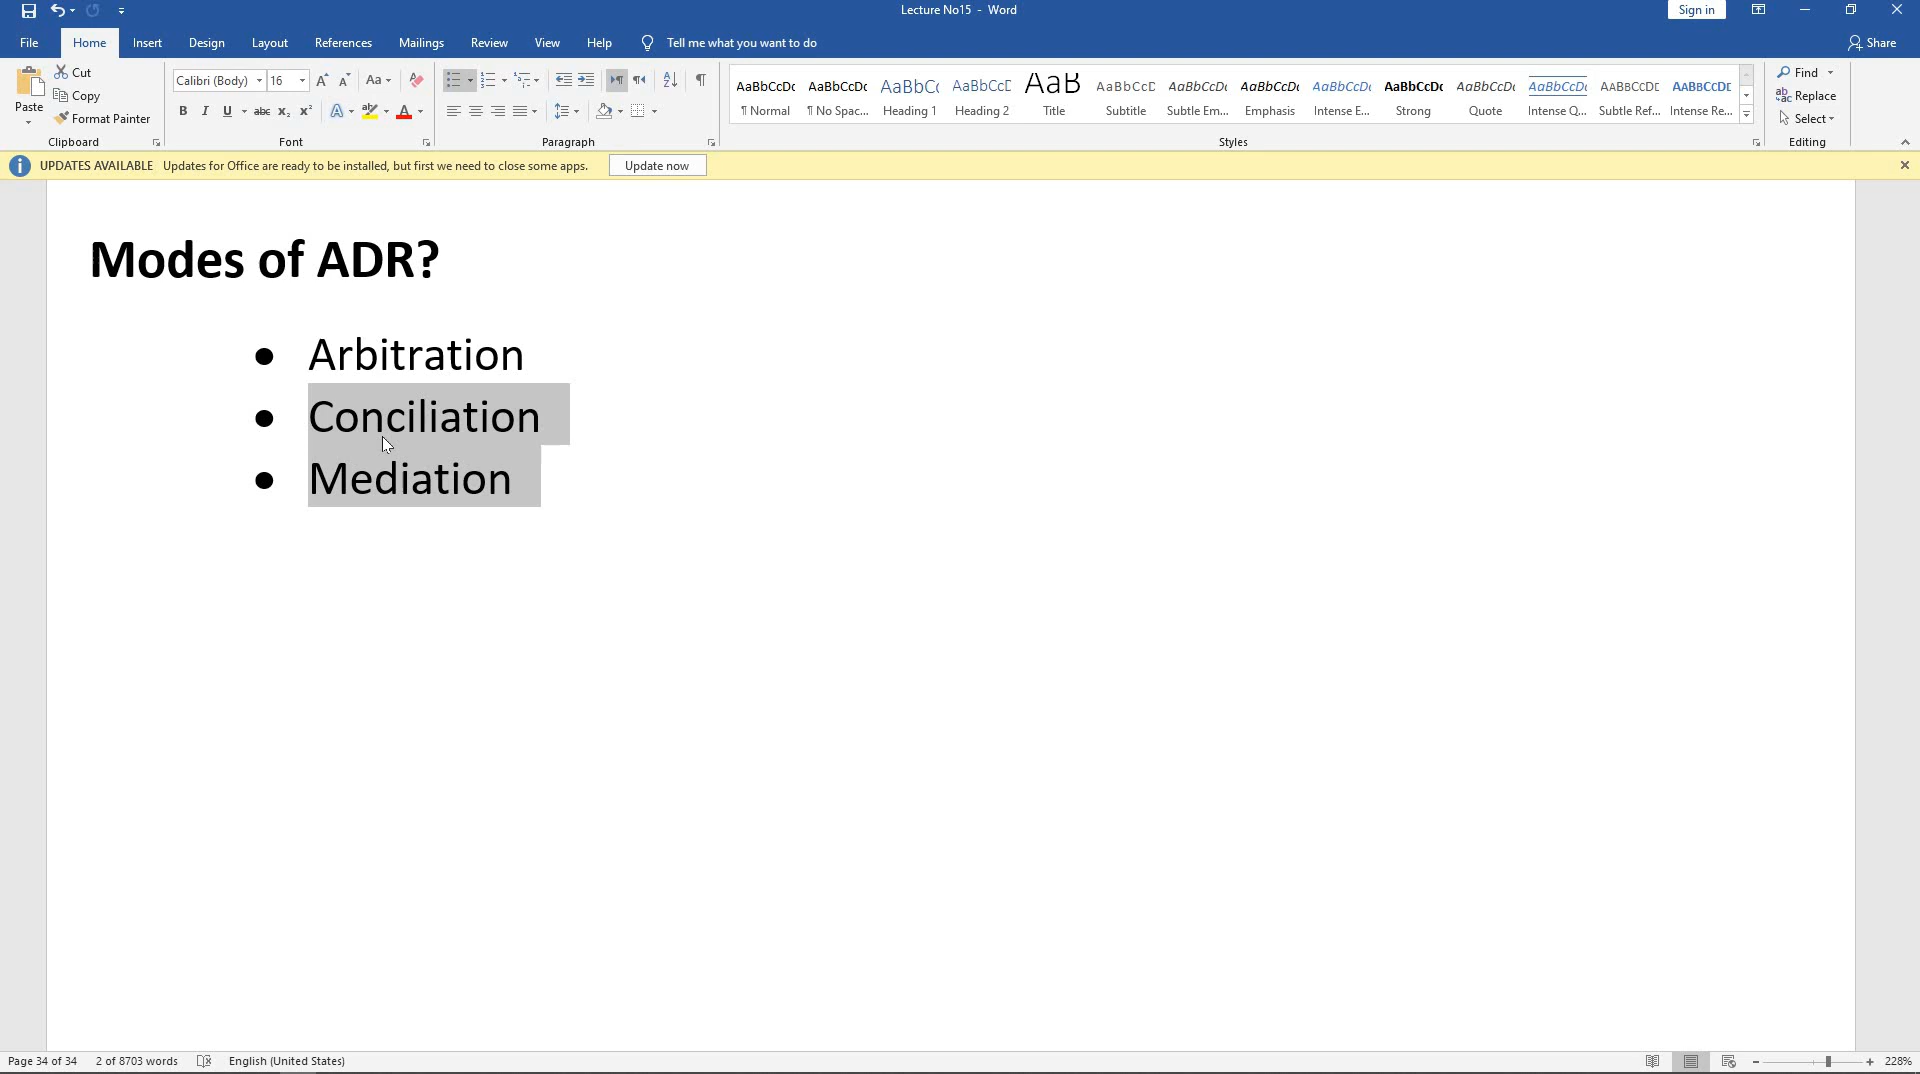 Lecture No15 - Word
Sign in
File Home Insert Design Layout References Mailings Review View Help Tell me what you want to do Share
Paste
Cut
Copy
Format Painter
Clipboard
Calibri (Body) 16
Font
Paragraph
AaBbCcDc AaBbCcDc AaBbC( AaBbCcE AaB AaBbCcD AaBbCcDc AaBbCcDc AaBbCcDc AaBbCcDc AaBbCcDc AaBbCcDc AABBCCDE AABBCCDE
¶ Normal ¶ No Spac... Heading 1 Heading 2 Title Subtitle Subtle Em... Emphasis Intense E... Strong Quote Intense Q... Subtle Ref... Intense Re...
Styles
Find
Replace
Select
Editing
UPDATES AVAILABLE Updates for Office are ready to be installed, but first we need to close some apps. Update now
Modes of ADR?
● Arbitration
● Conciliation
● Mediation
Page 34 of 34 2 of 8703 words English (United States) 228%